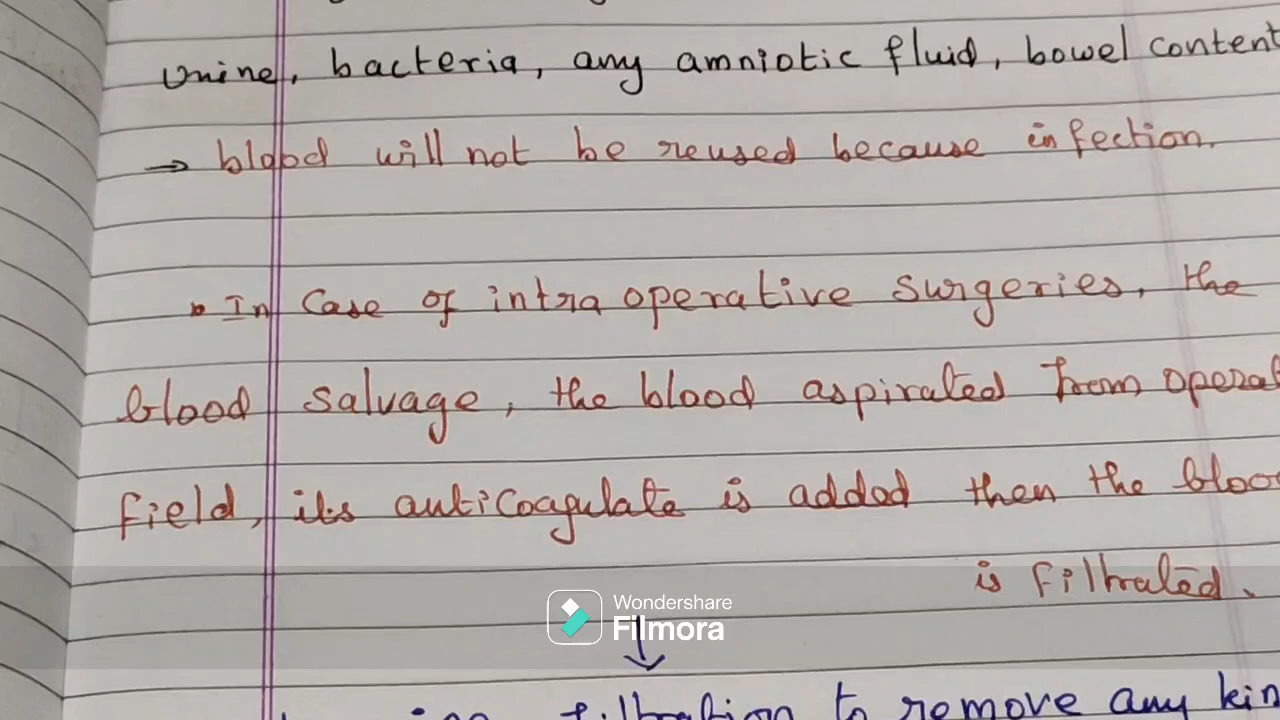 urine, bacteria, any amniotic fluid, bowel content
→ blood will not be reused because infection.
• In Case of intra operative surgeries, the
blood salvage, the blood aspirated from operat
field, its anticoagulate is added then the bloo
is filtrated.
Wondershare
Filmora
↓
filtration to remove any kin